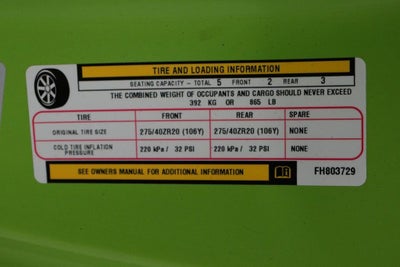 TIRE AND LOADING INFORMATION
SEATING CAPACITY – TOTAL 5 FRONT 2 REAR 3
THE COMBINED WEIGHT OF OCCUPANTS AND CARGO SHOULD NEVER EXCEED
392 KG OR 865 LB
TIRE FRONT REAR SPARE
ORIGINAL TIRE SIZE 275/40ZR20 (106Y) 275/40ZR20 (106Y) NONE
COLD TIRE INFLATION
PRESSURE 220 kPa / 32 PSI 220 kPa / 32 PSI NONE
SEE OWNERS MANUAL FOR ADDITIONAL INFORMATION FH803729